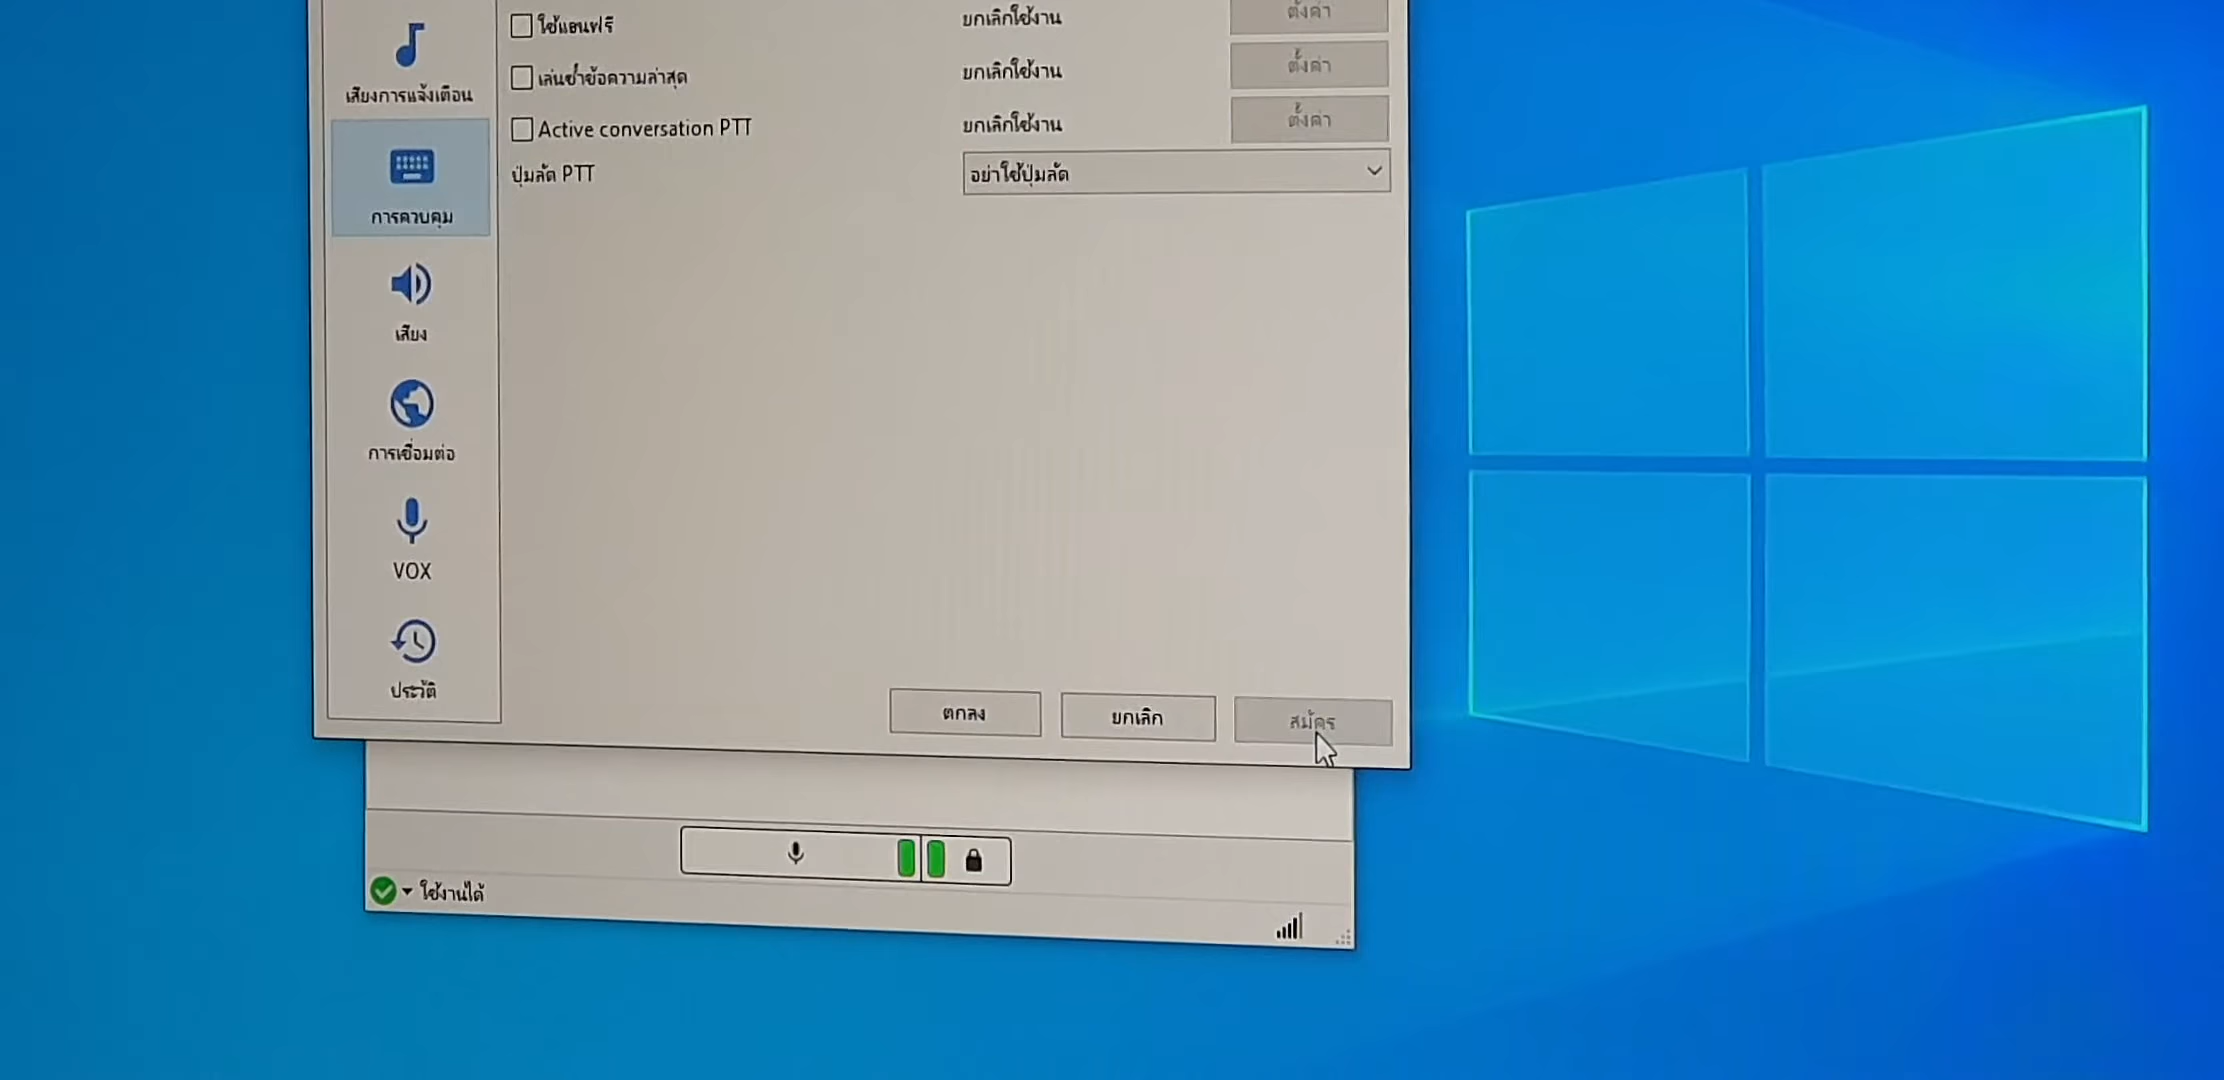 ใช้แฮนฟรี ยกเลิกใช้งาน ตั้งค่า
เสียงการแจ้งเตือน
เล่นซ้ำข้อความล่าสุด ยกเลิกใช้งาน ตั้งค่า
Active conversation PTT ยกเลิกใช้งาน ตั้งค่า
ปุ่มลัด PTT อย่าใช้ปุ่มลัด
การควบคุม
เสียง
การเชื่อมต่อ
VOX
ประวัติ
ตกลง ยกเลิก สมัคร
ใช้งานได้